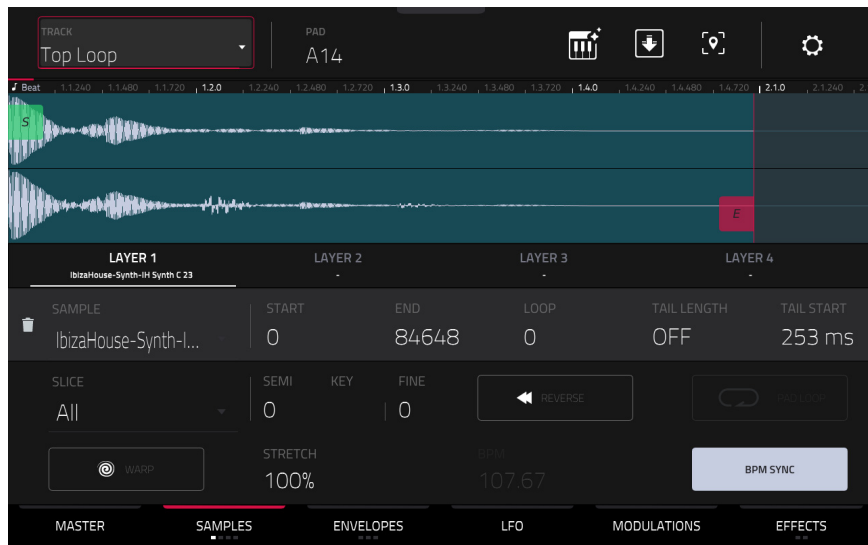 TRACK PAD
Top Loop A14
Beat 1.1.240 1.1.480 1.1.720 1.2.0 1.2.240 1.2.480 1.2.720 1.3.0 1.3.240 1.3.480 1.3.720 1.4.0 1.4.240 1.4.480 1.4.720 2.1.0 2.1.240 2.
S
E
LAYER 1 LAYER 2 LAYER 3 LAYER 4
IbizaHouse-Synth-IH Synth C 23 - - -
SAMPLE START END LOOP TAIL LENGTH TAIL START
IbizaHouse-Synth-I... 0 84648 0 OFF 253 ms
SLICE SEMI KEY FINE
All 0 0 REVERSE PAD LOOP
WARP STRETCH BPM BPM SYNC
100% 107.67
MASTER SAMPLES ENVELOPES LFO MODULATIONS EFFECTS